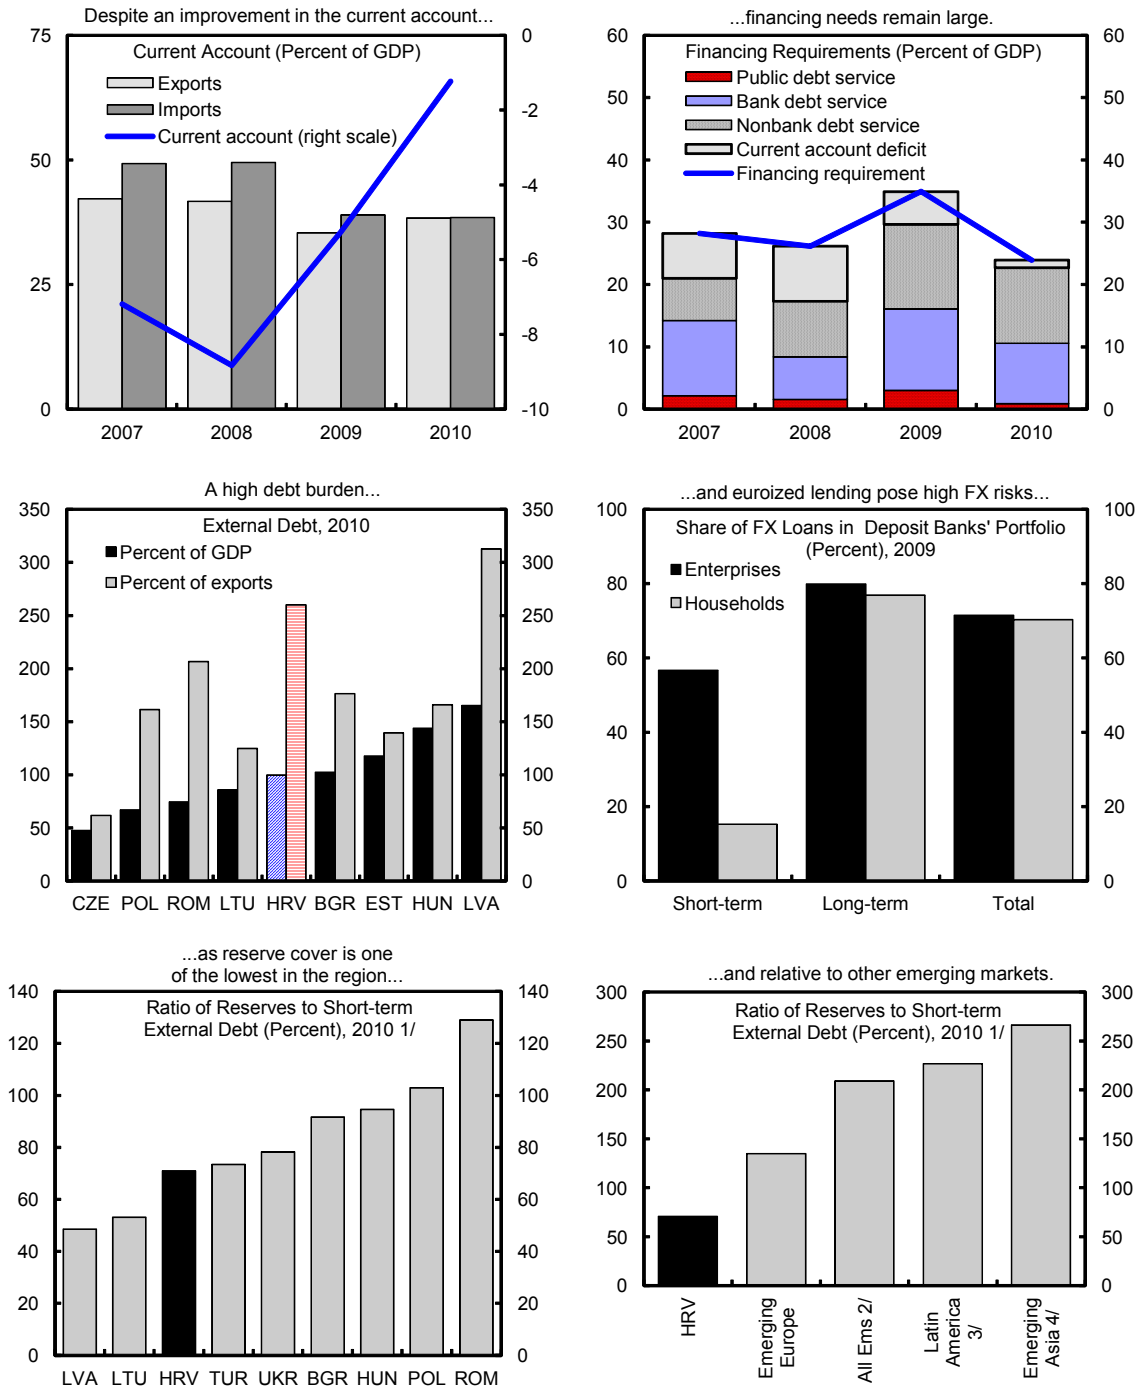 Despite an improvement in the current account...
Current Account (Percent of GDP)
Exports
Imports
Current account (right scale)
75
50
25
0
0
-2
-4
-6
-8
-10
2007 2008 2009 2010
...financing needs remain large.
Financing Requirements (Percent of GDP)
Public debt service
Bank debt service
Nonbank debt service
Current account deficit
Financing requirement
60
50
40
30
20
10
0
60
50
40
30
20
10
0
2007 2008 2009 2010
A high debt burden...
External Debt, 2010
Percent of GDP
Percent of exports
350
300
250
200
150
100
50
0
350
300
250
200
150
100
50
0
CZE POL ROM LTU HRV BGR EST HUN LVA
...and euroized lending pose high FX risks...
Share of FX Loans in Deposit Banks' Portfolio
(Percent), 2009
Enterprises
Households
100
80
60
40
20
0
100
80
60
40
20
0
Short-term Long-term Total
...as reserve cover is one
of the lowest in the region...
Ratio of Reserves to Short-term
External Debt (Percent), 2010 1/
140
120
100
80
60
40
20
0
140
120
100
80
60
40
20
0
LVA LTU HRV TUR UKR BGR HUN POL ROM
...and relative to other emerging markets.
Ratio of Reserves to Short-term
External Debt (Percent), 2010 1/
300
250
200
150
100
50
0
300
250
200
150
100
50
0
HRV
Emerging
Europe
All Ems 2/
Latin
America
3/
Emerging
Asia 4/